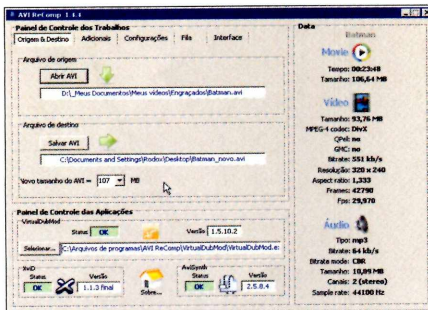 AVI ReComp 1.4.4
Painel de Controle dos Trabalhos
Origem & Destino Adicionais Configurações Fila Interface
Arquivo de origem
Abrir AVI
D:\_Meus Documentos\Meus vídeos\Engraçados\Batman.avi
Arquivo de destino
Salvar AVI
C:\Documents and Settings\Rodox\Desktop\Batman_novo.avi
Novo tamanho do AVI = 107 MB
Painel de Controle das Aplicações
VirtualDubMod
Status OK Versão 1.5.10.2
Selecionar... C:\Arquivos de programas\AVI ReComp\VirtualDubMod\VirtualDubMod.e
XviD
Status Versão
OK 1.1.3 final
Sobre...
AviSynth
Status Versão
OK 2.5.8.4
Data
Batman
Movie
Tempo: 00:23:48
Tamanho: 106,64 MB
Vídeo
Tamanho: 93,76 MB
MPEG-4 codec: DivX
QPel: no
GMC: no
Bitrate: 551 kb/s
Resolução: 320 x 240
Aspect ratio: 1,333
Frames: 42790
Fps: 29,970
Áudio
Tipo: mp3
Bitrate: 64 kb/s
Bitrate mode: CBR
Tamanho: 10,89 MB
Canais: 2 (stereo)
Sample rate: 44100 Hz